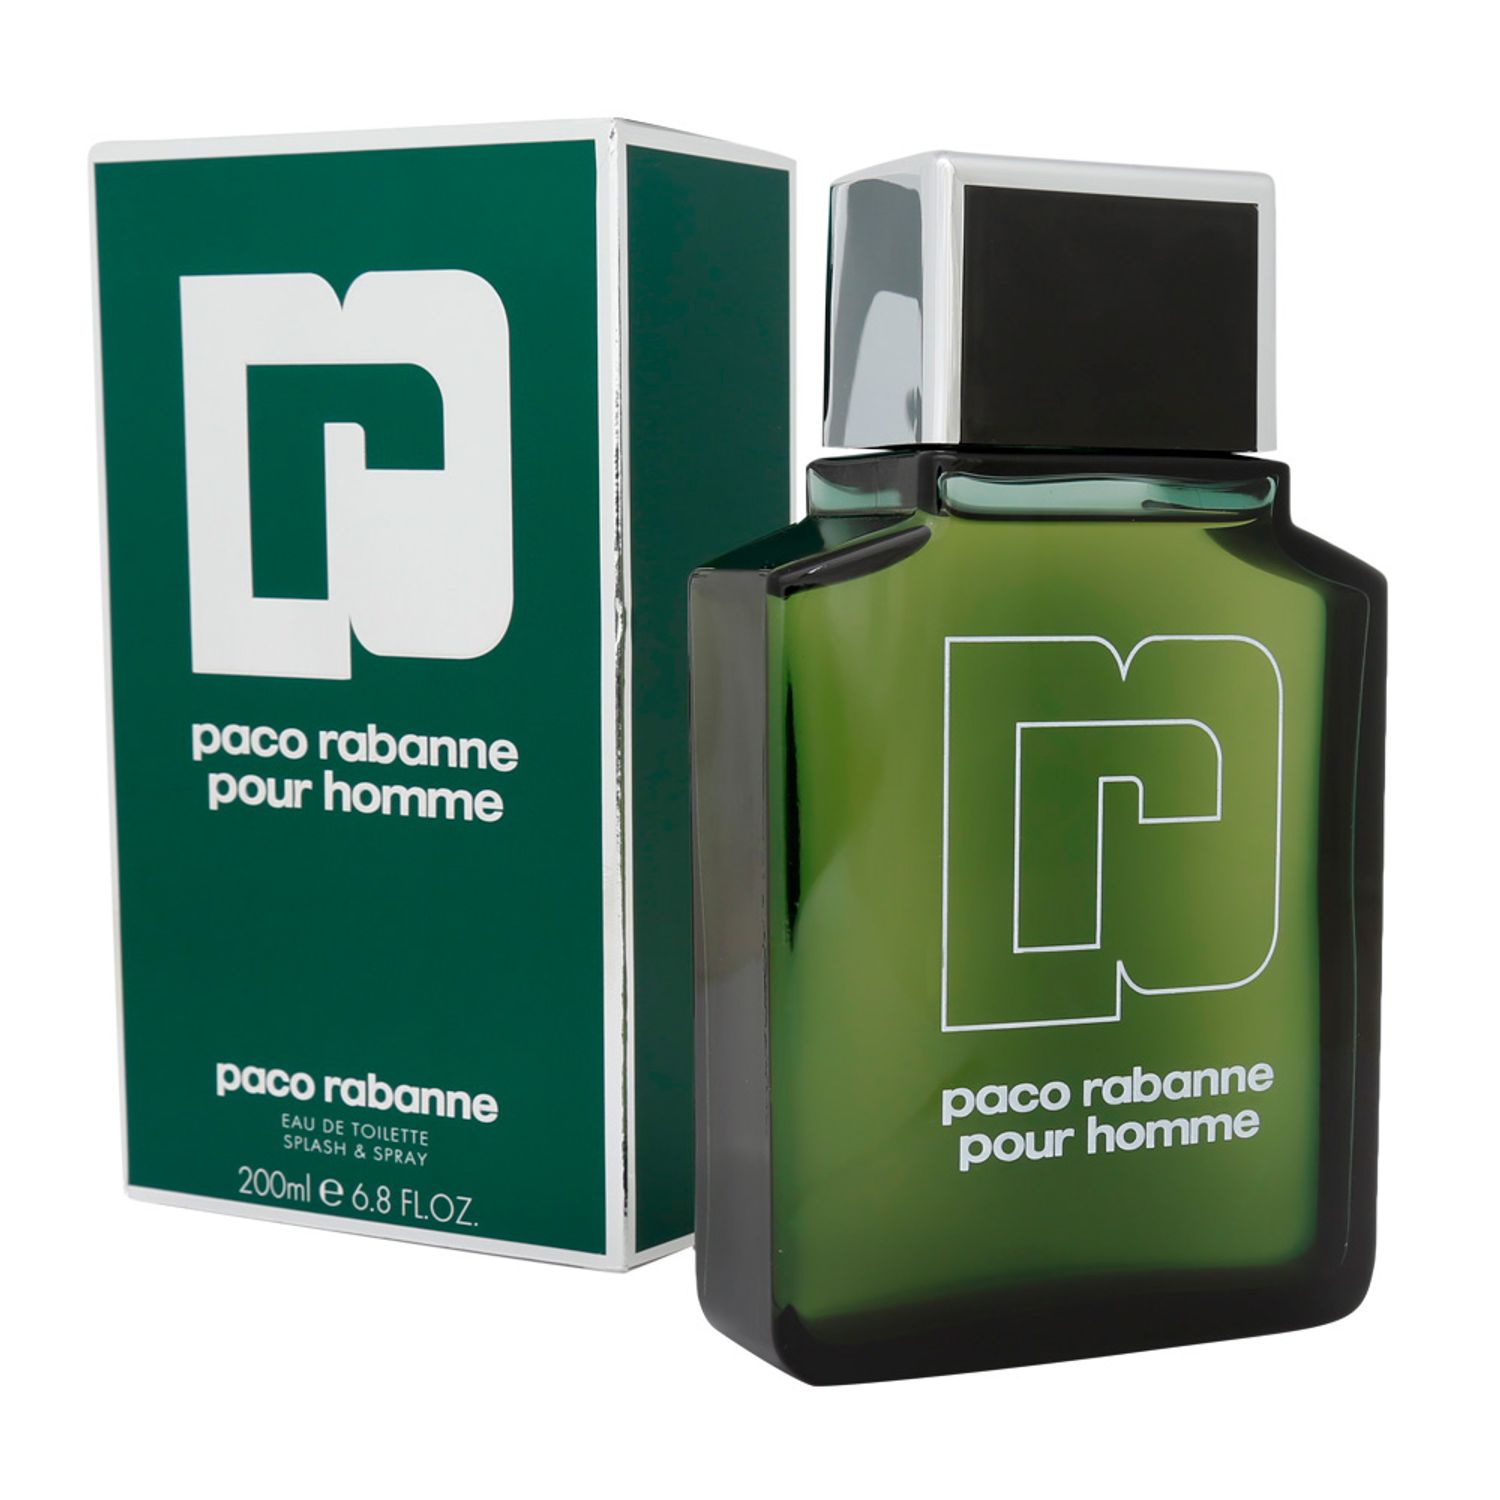 paco rabanne
pour homme
paco rabanne
EAU DE TOILETTE
SPLASH & SPRAY
200ml ℮ 6.8 FL.OZ.
paco rabanne
pour homme